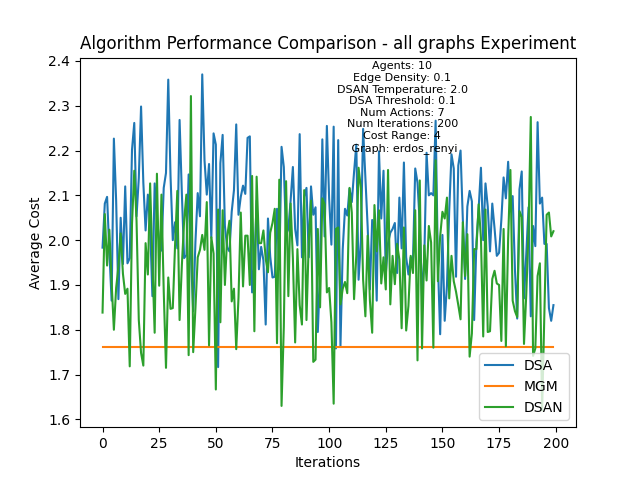 Algorithm Performance Comparison - all graphs Experiment
Agents: 10
Edge Density: 0.1
DSAN Temperature: 2.0
DSA Threshold: 0.1
Num Actions: 7
Num Iterations: 200
Cost Range: 4
Graph: erdos_renyi
Average Cost
2.4
2.3
2.2
2.1
2.0
1.9
1.8
1.7
1.6
DSA
MGM
DSAN
0
25
50
75
100
125
150
175
200
Iterations